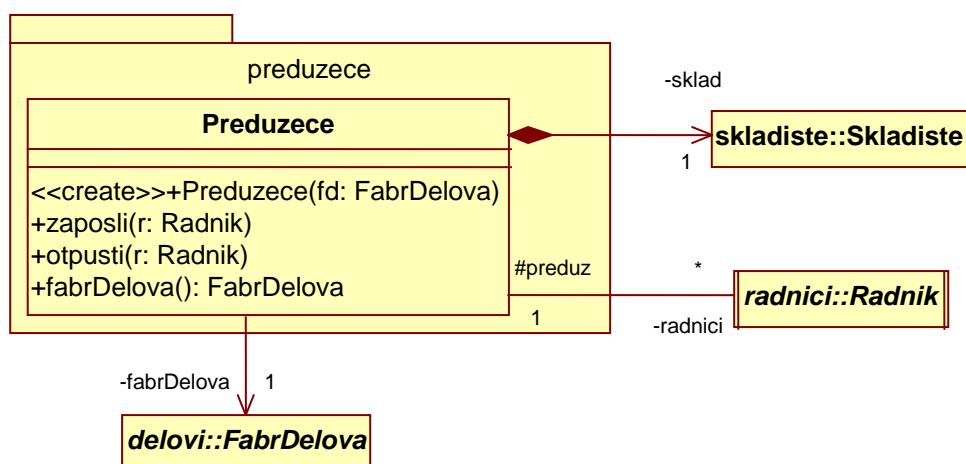 preduzece
-sklad
Preduzece
skladiste::Skladiste
1
<<create>>+Preduzece(fd: FabrDelova)
+zaposli(r: Radnik)
+otpusti(r: Radnik)
+fabrDelova(): FabrDelova
#preduz
*
radnici::Radnik
1
-radnici
-fabrDelova
1
delovi::FabrDelova